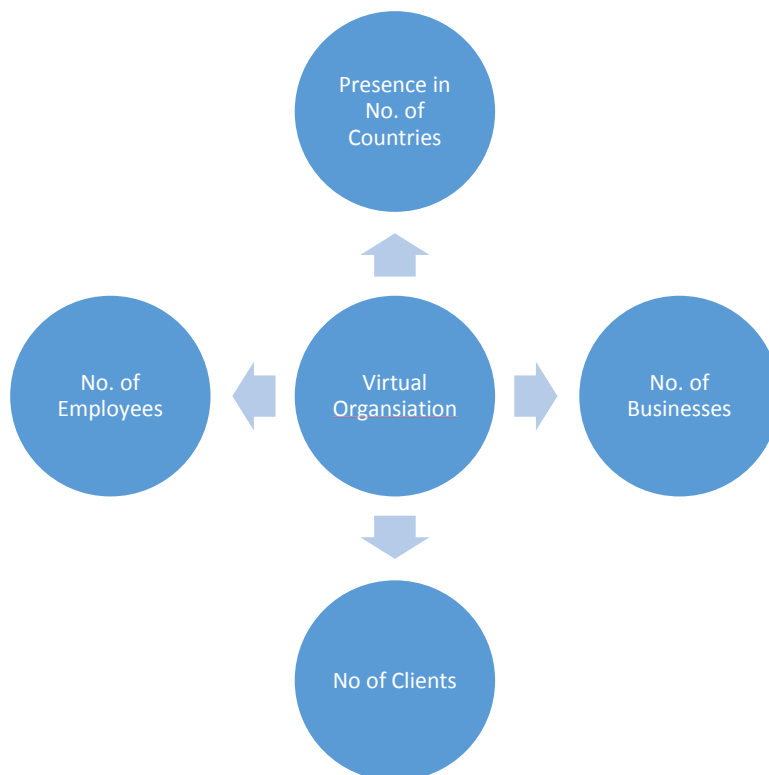 Presence in
No. of
Countries
No. of
Employees
Virtual
Organsiation
No. of
Businesses
No of Clients